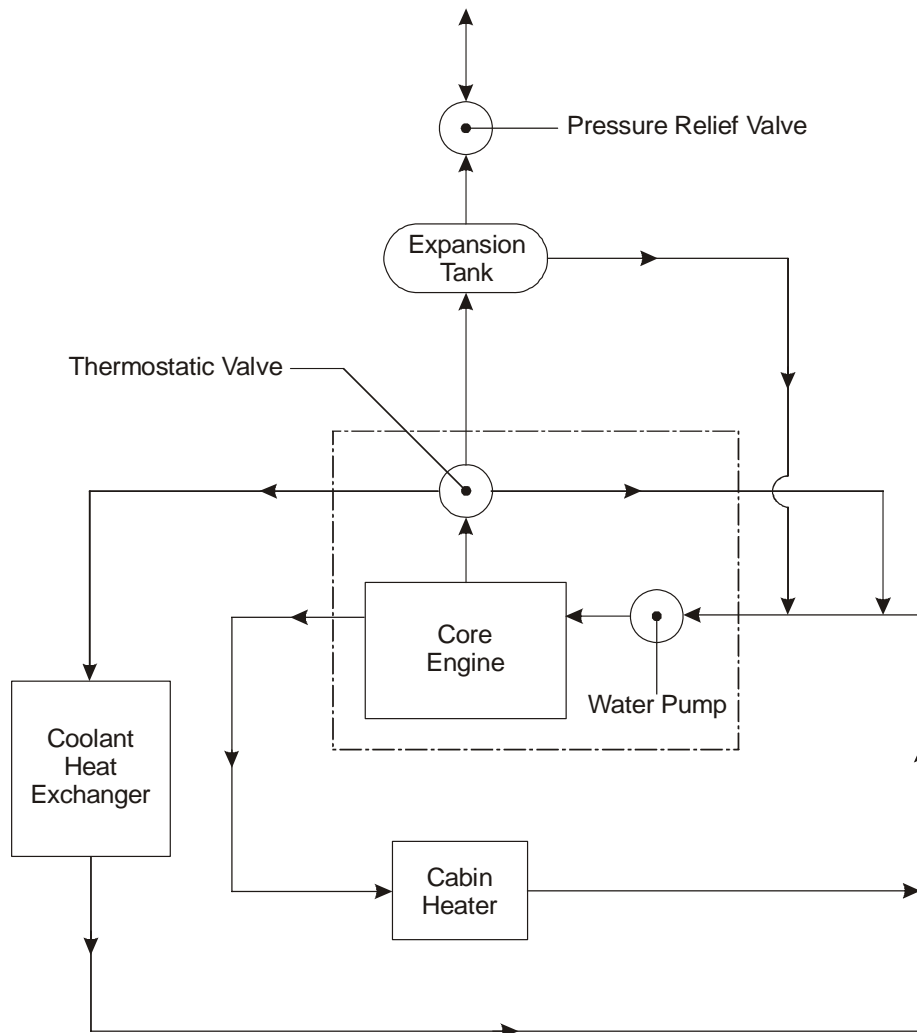 Pressure Relief Valve
Expansion
Tank
Thermostatic Valve
Core
Engine
Water Pump
Coolant
Heat
Exchanger
Cabin
Heater